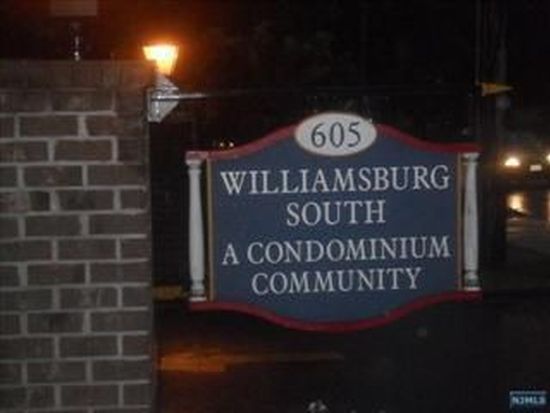 605
WILLIAMSBURG
SOUTH
A CONDOMINIUM
COMMUNITY
NJMLS